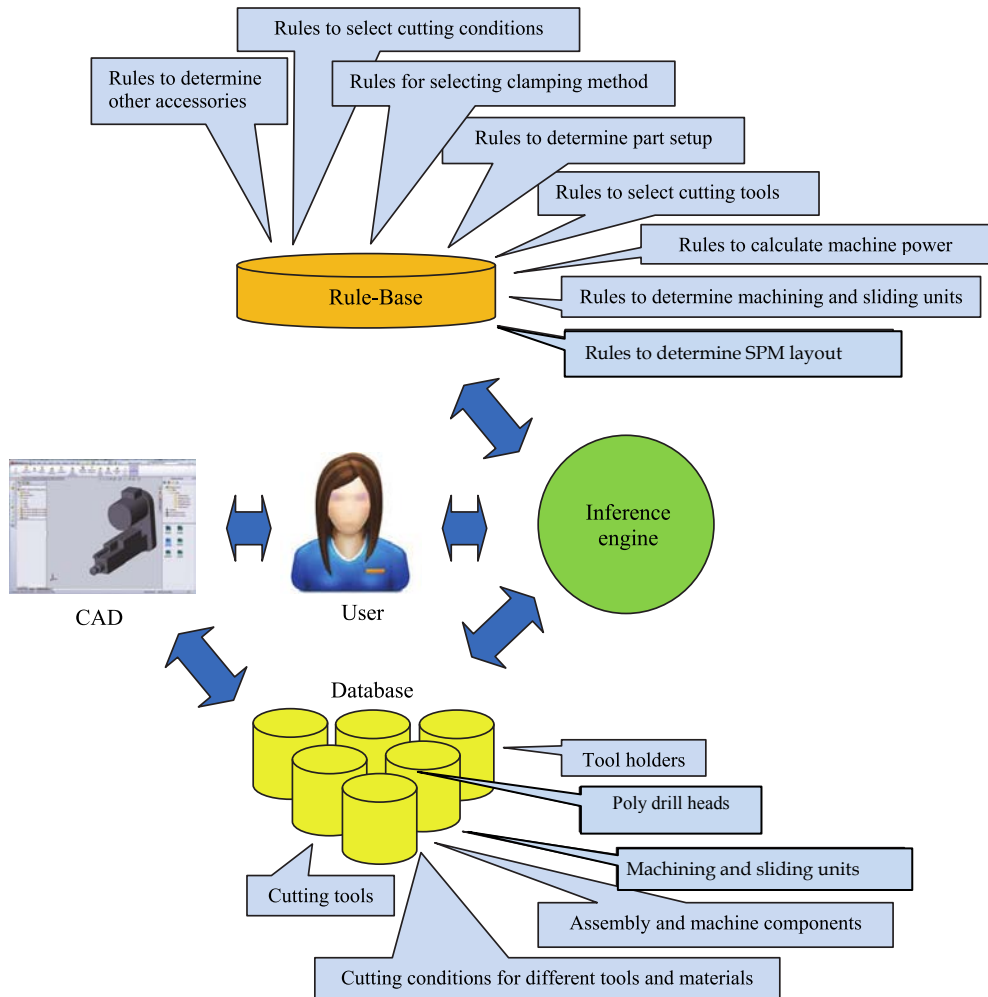 Rules to select cutting conditions
Rules to determine
other accessories
Rules for selecting clamping method
Rules to determine part setup
Rules to select cutting tools
Rules to calculate machine power
Rule-Base
Rules to determine machining and sliding units
Rules to determine SPM layout
Inference
engine
CAD
User
Database
Tool holders
Poly drill heads
Machining and sliding units
Cutting tools
Assembly and machine components
Cutting conditions for different tools and materials